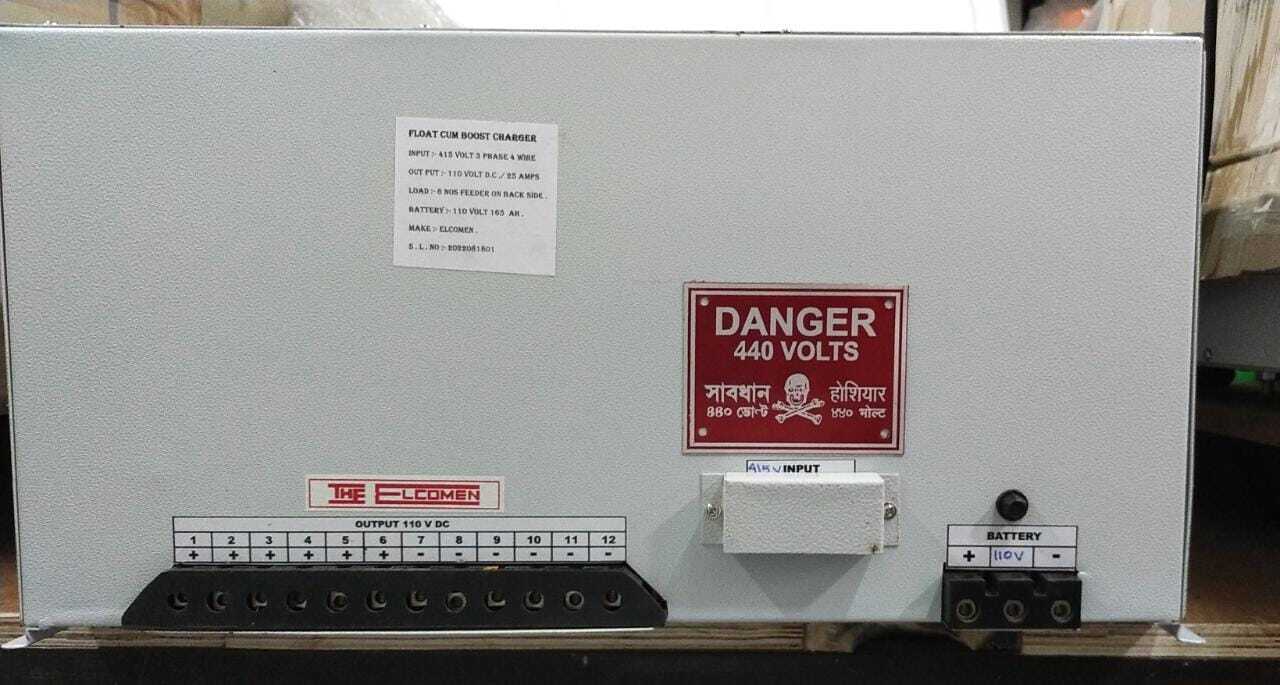 FLOAT CUM BOOST CHARGER
INPUT :- 415 VOLT 3 PHASE 4 WIRE
OUT PUT :- 110 VOLT D.C. / 25 AMPS
LOAD :- 6 NOS FEEDER ON BACK SIDE .
BATTERY :- 110 VOLT 165 AH .
MAKE :- ELCOMEN .
S . L . NO :- 2022081801
DANGER
440 VOLTS
সাবধান होशियार
৪৪০ ভোল্ট ४४० भोल्ट
415V INPUT
THE ELCOMEN
OUTPUT 110 V DC
1 2 3 4 5 6 7 8 9 10 11 12
+ + + + + + - - - - - -
BATTERY
+ 110V -